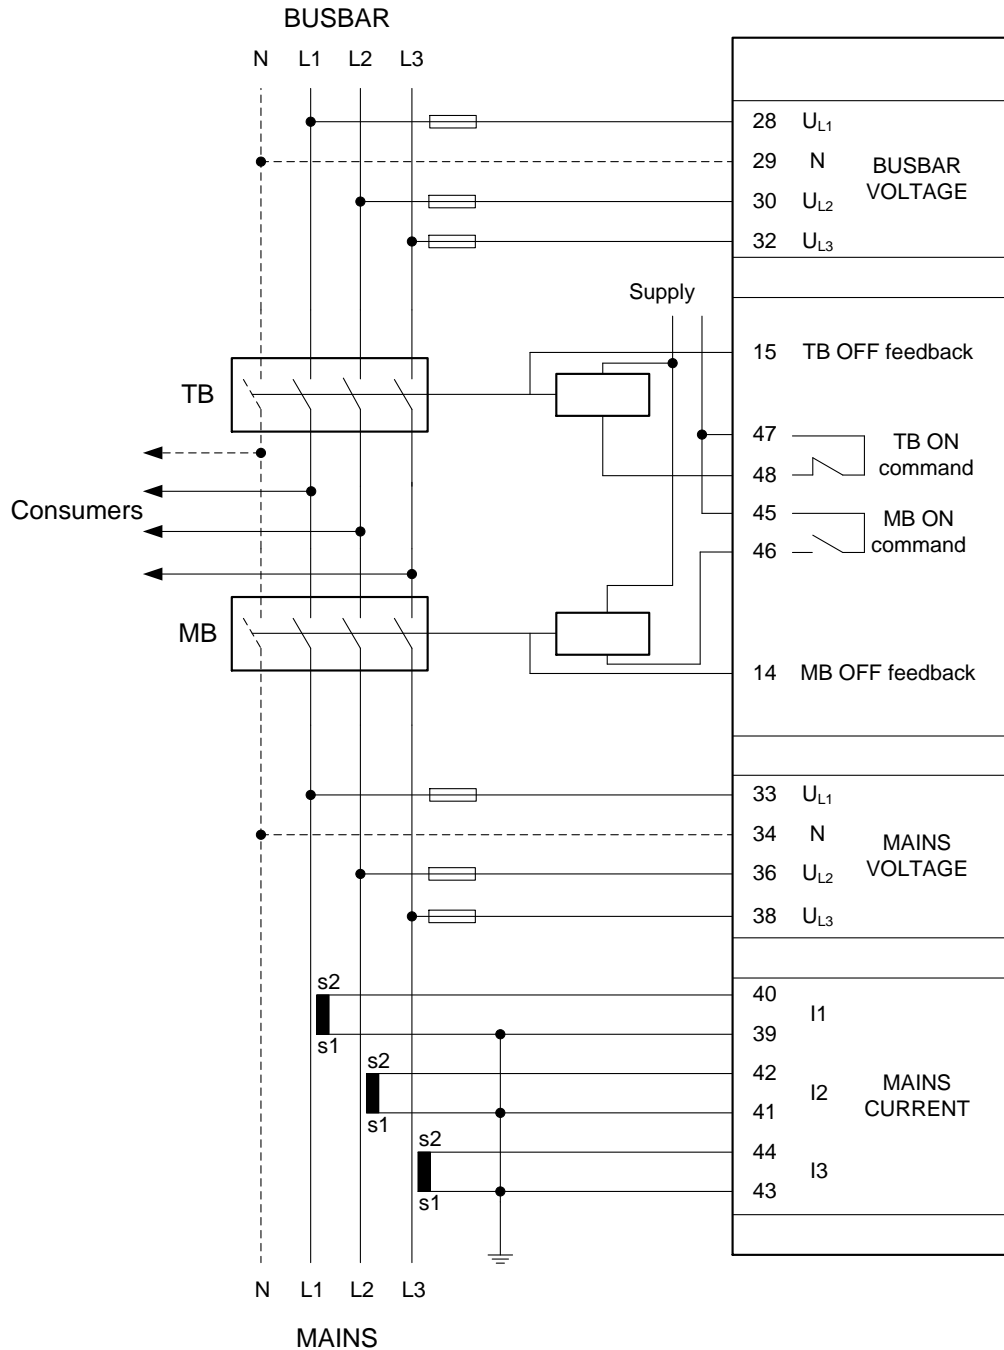 BUSBAR
N L1 L2 L3
28 UL1
29 N
30 UL2
32 UL3
BUSBAR
VOLTAGE
Supply
15 TB OFF feedback
TB
47
48
TB ON
command
Consumers
45
46
MB ON
command
MB
14 MB OFF feedback
33 UL1
34 N
36 UL2
38 UL3
MAINS
VOLTAGE
s2
s1
40
39
I1
s2
s1
42
41
I2
MAINS
CURRENT
s2
s1
44
43
I3
N L1 L2 L3
MAINS